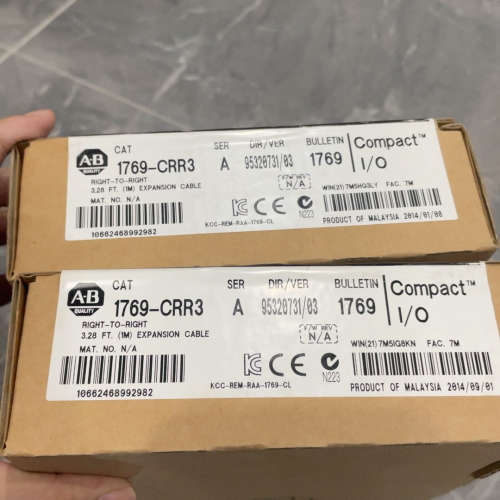 A-B
QUALITY
CAT
1769-CRR3
SER
A
DIR/VER
95320731/03
BULLETIN
1769
Compact™
I/O
RIGHT-TO-RIGHT
3.28 FT. (1M) EXPANSION CABLE
MAT. NO. N/A
F/W REV
N/A
10662468992982
KCC-REM-RAA-1769-CL
N223
WIN(21) 7M5HG3LY FAC. 7M
PRODUCT OF MALAYSIA 2014/01/08
A-B
QUALITY
CAT
1769-CRR3
SER
A
DIR/VER
95320731/03
BULLETIN
1769
Compact™
I/O
RIGHT-TO-RIGHT
3.28 FT. (1M) EXPANSION CABLE
MAT. NO. N/A
F/W REV
N/A
10662468992982
KCC-REM-RAA-1769-CL
N223
WIN(21) 7M5IG8KN FAC. 7M
PRODUCT OF MALAYSIA 2014/09/01